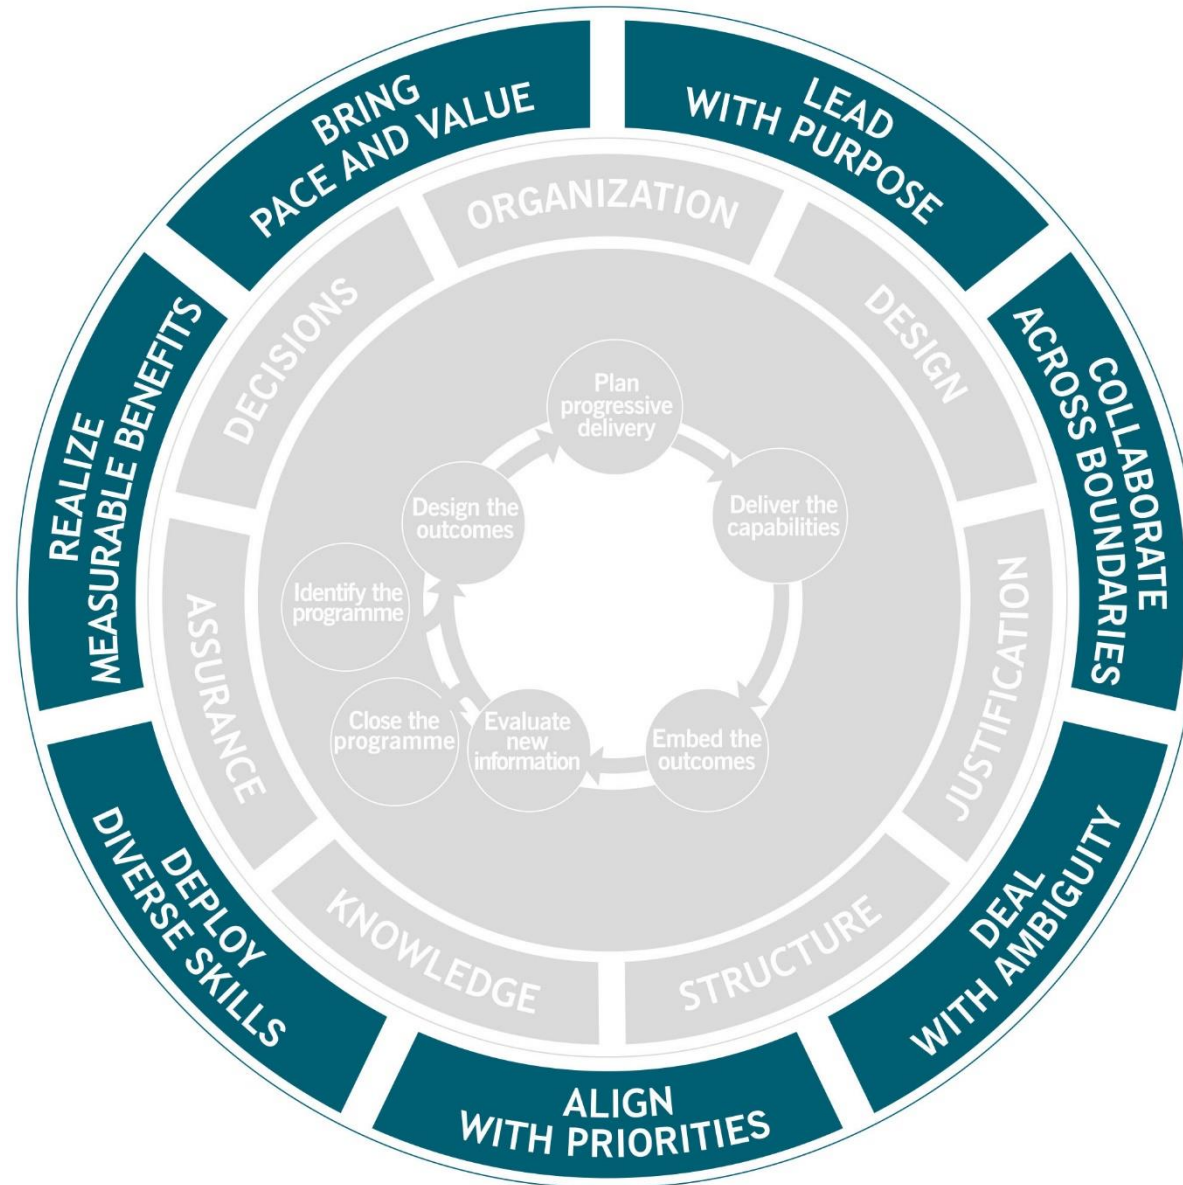 LEAD
WITH PURPOSE
COLLABORATE
ACROSS BOUNDARIES
DEAL
WITH AMBIGUITY
ALIGN
WITH PRIORITIES
DEPLOY
DIVERSE SKILLS
REALIZE
MEASURABLE BENEFITS
BRING
PACE AND VALUE
ORGANIZATION
DESIGN
JUSTIFICATION
STRUCTURE
KNOWLEDGE
ASSURANCE
DECISIONS
Plan
progressive
delivery
Deliver the
capabilities
Embed the
outcomes
Evaluate
new
information
Close the
programme
Identify the
programme
Design the
outcomes